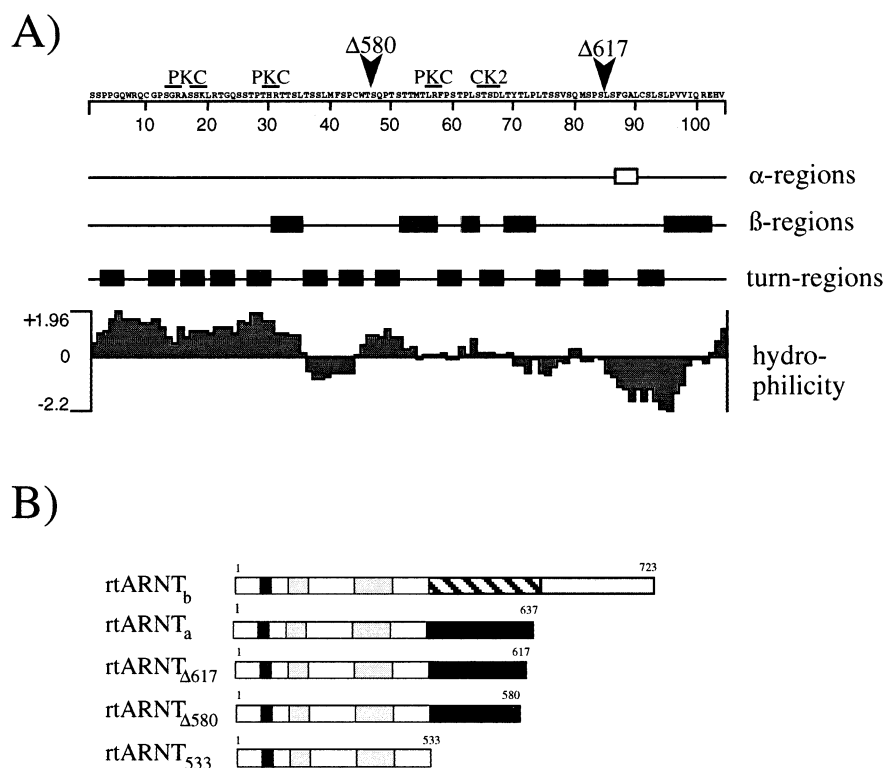 A)
Δ580 Δ617
PKC PKC PKC CK2
SSPPGQWRQCGPSGRASSKLRTGQSSTPTHRTTSLTSSLMFSPCWTSQPTSTTMTLRFPSTPLSTSDLTYTLPLTSSVSQMSPSLSFGALCSLSLPVVIQREHV
10 20 30 40 50 60 70 80 90 100
α-regions
ß-regions
turn-regions
+1.96
0
-2.2
hydro-
philicity
B)
1 723
rtARNTb
1 637
rtARNTa
1 617
rtARNTΔ617
1 580
rtARNTΔ580
1 533
rtARNT533